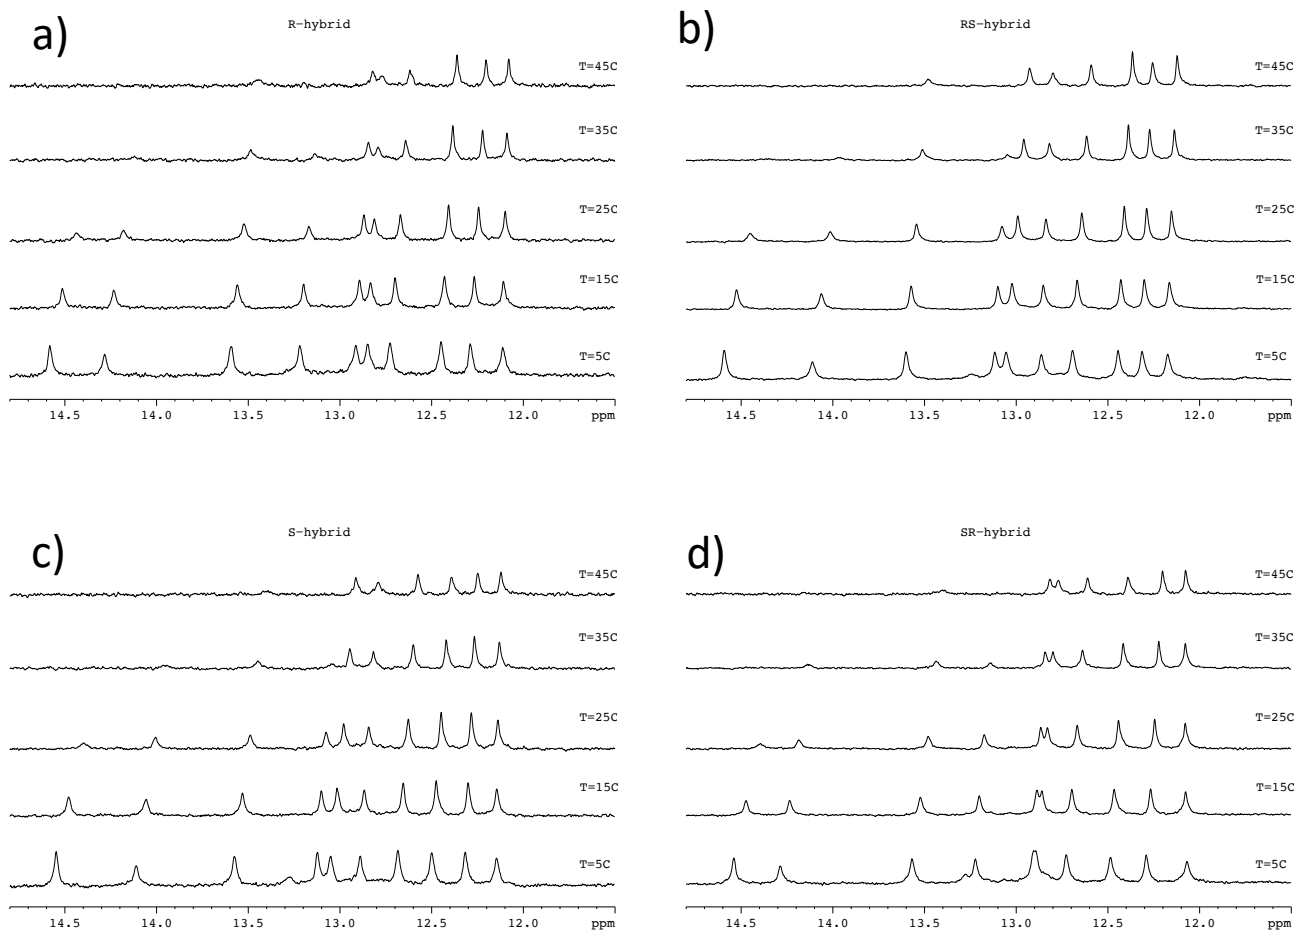 a)
R-hybrid
T=45C
T=35C
T=25C
T=15C
T=5C
14.5 14.0 13.5 13.0 12.5 12.0 ppm
b)
RS-hybrid
T=45C
T=35C
T=25C
T=15C
T=5C
14.5 14.0 13.5 13.0 12.5 12.0 ppm
c)
S-hybrid
T=45C
T=35C
T=25C
T=15C
T=5C
14.5 14.0 13.5 13.0 12.5 12.0 ppm
d)
SR-hybrid
T=45C
T=35C
T=25C
T=15C
T=5C
14.5 14.0 13.5 13.0 12.5 12.0 ppm